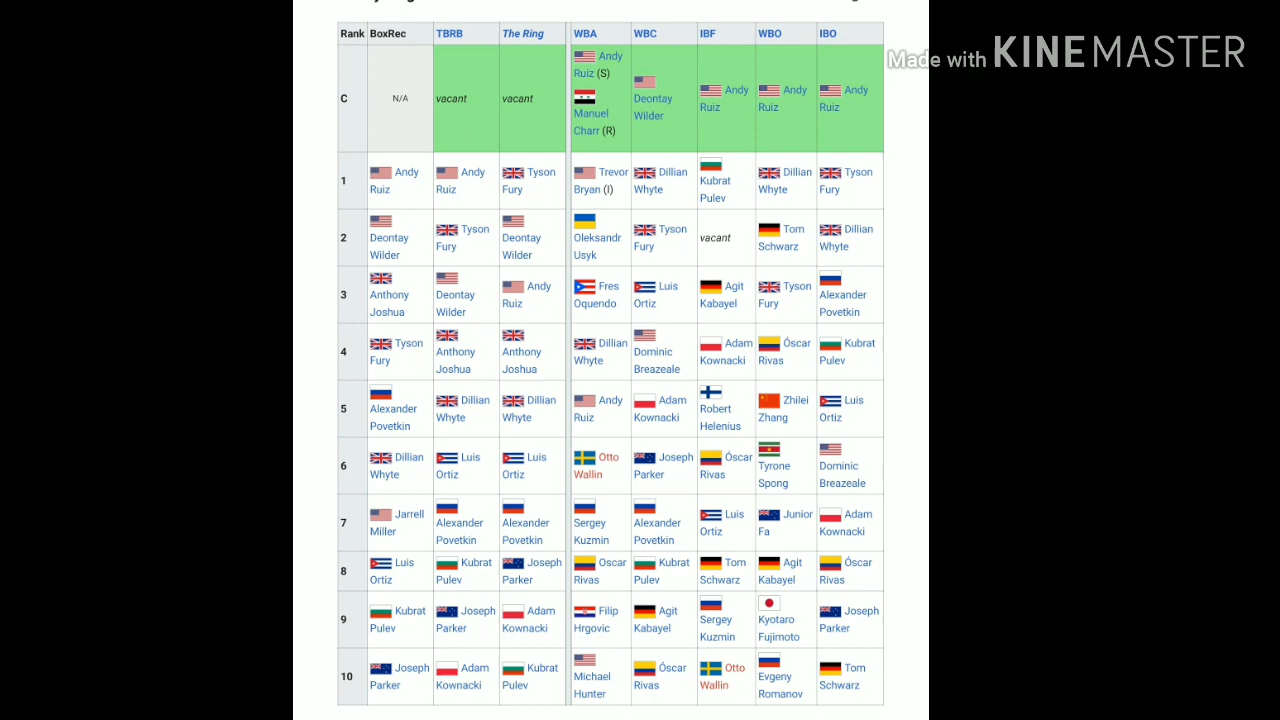 Rank BoxRec TBRB The Ring WBA WBC IBF WBO IBO
Made with KINEMASTER
C N/A vacant vacant Andy Ruiz (S) Manuel Charr (R) Deontay Wilder Andy Ruiz Andy Ruiz Andy Ruiz
1 Andy Ruiz Andy Ruiz Tyson Fury Trevor Bryan (I) Dillian Whyte Kubrat Pulev Dillian Whyte Tyson Fury
2 Deontay Wilder Tyson Fury Deontay Wilder Oleksandr Usyk Tyson Fury vacant Tom Schwarz Dillian Whyte
3 Anthony Joshua Deontay Wilder Andy Ruiz Fres Oquendo Luis Ortiz Agit Kabayel Tyson Fury Alexander Povetkin
4 Tyson Fury Anthony Joshua Anthony Joshua Dillian Whyte Dominic Breazeale Adam Kownacki Óscar Rivas Kubrat Pulev
5 Alexander Povetkin Dillian Whyte Dillian Whyte Andy Ruiz Adam Kownacki Robert Helenius Zhilei Zhang Luis Ortiz
6 Dillian Whyte Luis Ortiz Luis Ortiz Otto Wallin Joseph Parker Óscar Rivas Tyrone Spong Dominic Breazeale
7 Jarrell Miller Alexander Povetkin Alexander Povetkin Sergey Kuzmin Alexander Povetkin Luis Ortiz Junior Fa Adam Kownacki
8 Luis Ortiz Kubrat Pulev Joseph Parker Oscar Rivas Kubrat Pulev Tom Schwarz Agit Kabayel Óscar Rivas
9 Kubrat Pulev Joseph Parker Adam Kownacki Filip Hrgovic Agit Kabayel Sergey Kuzmin Kyotaro Fujimoto Joseph Parker
10 Joseph Parker Adam Kownacki Kubrat Pulev Michael Hunter Óscar Rivas Otto Wallin Evgeny Romanov Tom Schwarz